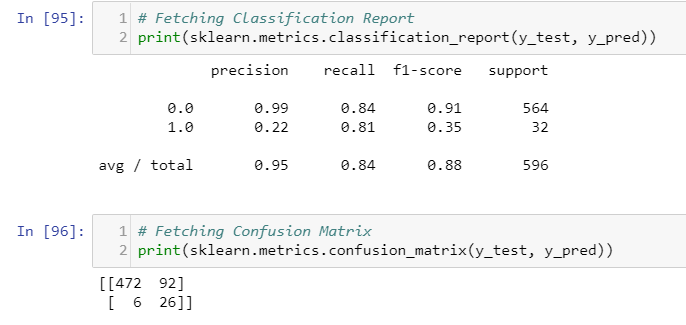 In [95]:
1 # Fetching Classification Report
2 print(sklearn.metrics.classification_report(y_test, y_pred))
precision recall f1-score support
0.0 0.99 0.84 0.91 564
1.0 0.22 0.81 0.35 32
avg / total 0.95 0.84 0.88 596
In [96]:
1 # Fetching Confusion Matrix
2 print(sklearn.metrics.confusion_matrix(y_test, y_pred))
[[472 92]
[ 6 26]]